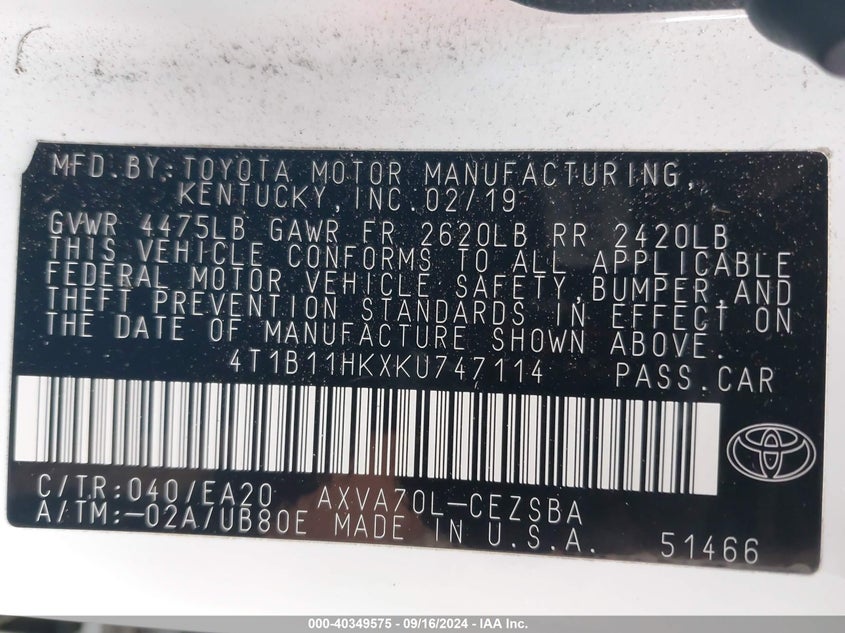 MFD.BY:TOYOTA MOTOR MANUFACTURING,
KENTUCKY,INC.02/19
GVWR 4475LB GAWR FR 2620LB RR 2420LB
THIS VEHICLE CONFORMS TO ALL APPLICABLE
FEDERAL MOTOR VEHICLE SAFETY,BUMPER,AND
THEFT PREVENTION STANDARDS IN EFFECT ON
THE DATE OF MANUFACTURE SHOWN ABOVE.
4T1B11HKXKU747114 PASS.CAR
C/TR:040/EA20 AXVA70L-CEZSBA
A/TM:-02A/UB80E MADE IN U.S.A. 51466
000-40349575 - 09/16/2024 - IAA Inc.